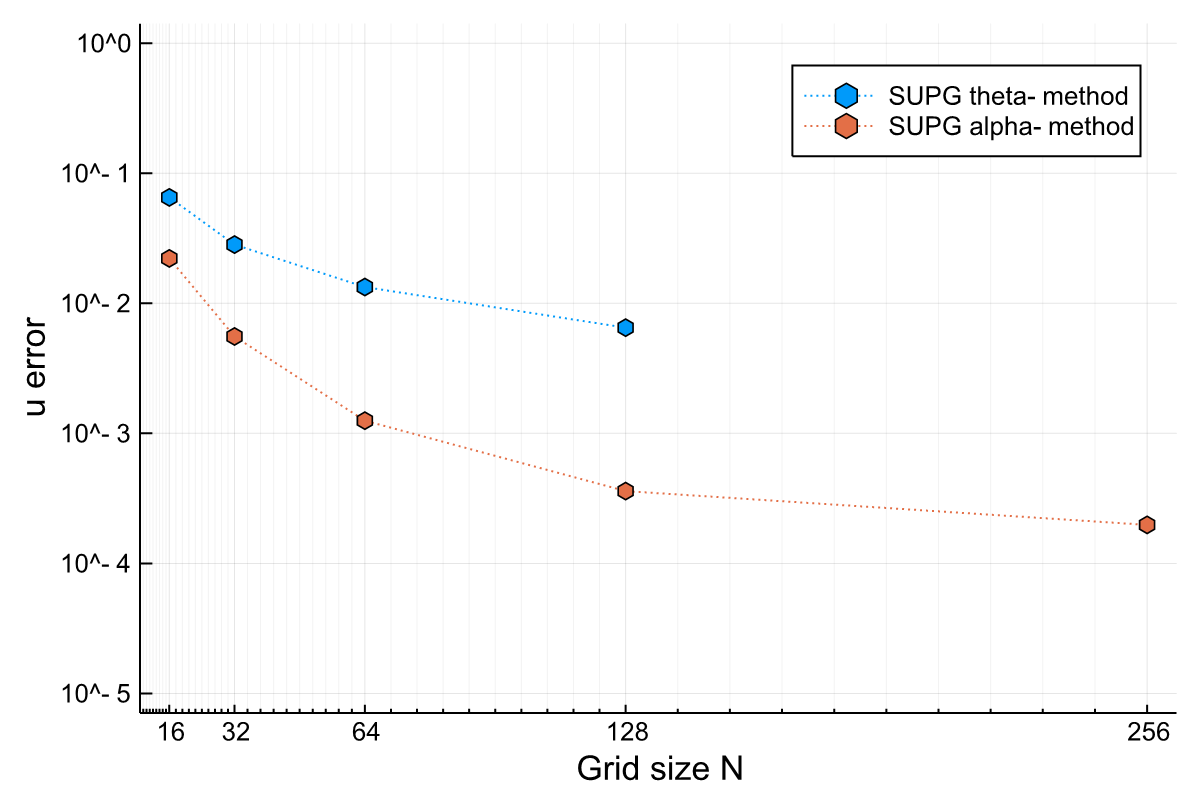 10^0
10^- 1
10^- 2
10^- 3
10^- 4
10^- 5
u error
SUPG theta- method
SUPG alpha- method
16 32 64 128 256
Grid size N